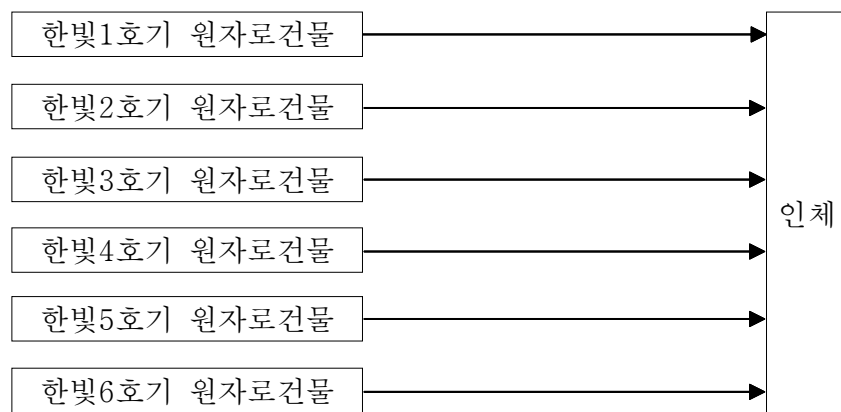 한빛1호기 원자로건물
한빛2호기 원자로건물
한빛3호기 원자로건물
인체
한빛4호기 원자로건물
한빛5호기 원자로건물
한빛6호기 원자로건물